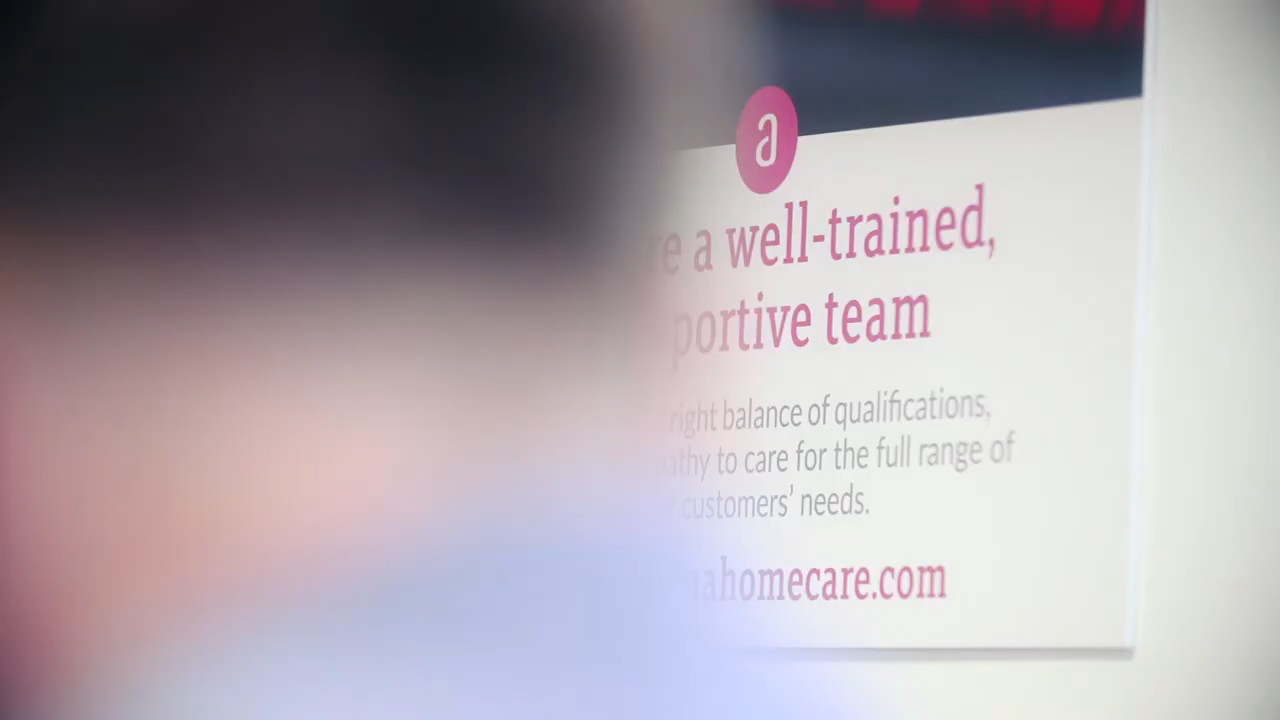 a
a well-trained,
portive team
right balance of qualifications,
athy to care for the full range of
customers' needs.
ahomecare.com